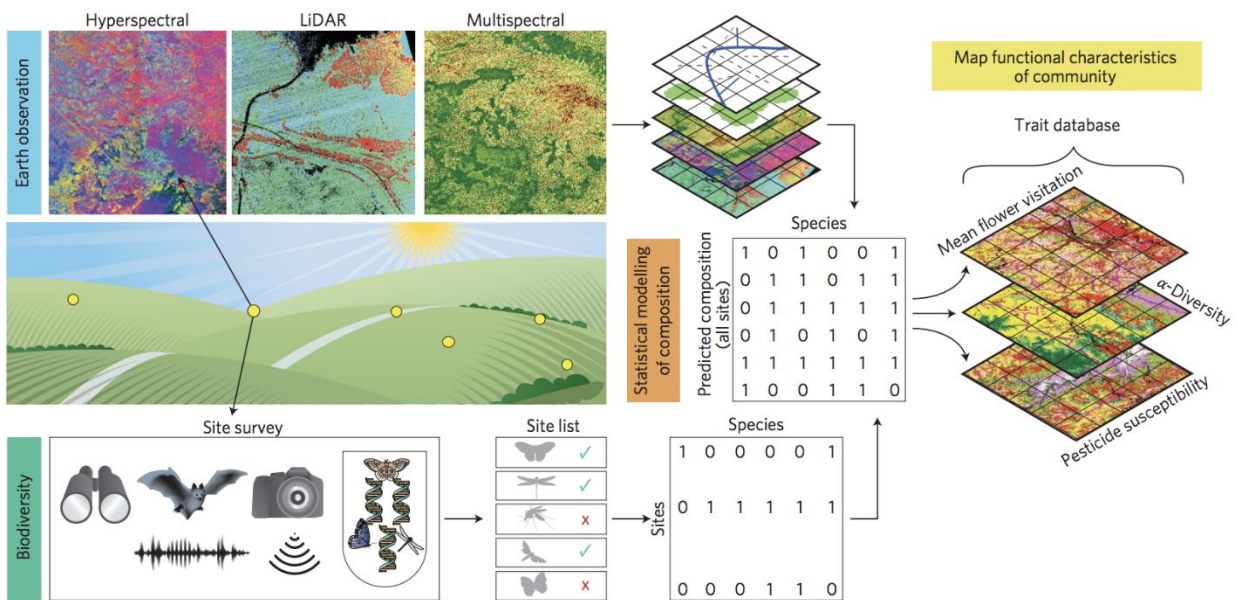 Hyperspectral
LiDAR
Multispectral
Earth observation
Map functional characteristics
of community
Trait database
Mean flower visitation
α-Diversity
Pesticide susceptibility
Statistical modelling
of composition
Species
Predicted composition
(all sites)
1 0 1 0 0 1
0 1 1 0 1 1
0 1 1 1 1 1
0 1 0 1 0 1
1 1 1 1 1 1
1 0 0 1 1 0
Biodiversity
Site survey
Site list
✓
✓
x
✓
x
Species
Sites
1 0 0 0 0 1
0 1 1 1 1 1
0 0 0 1 1 0